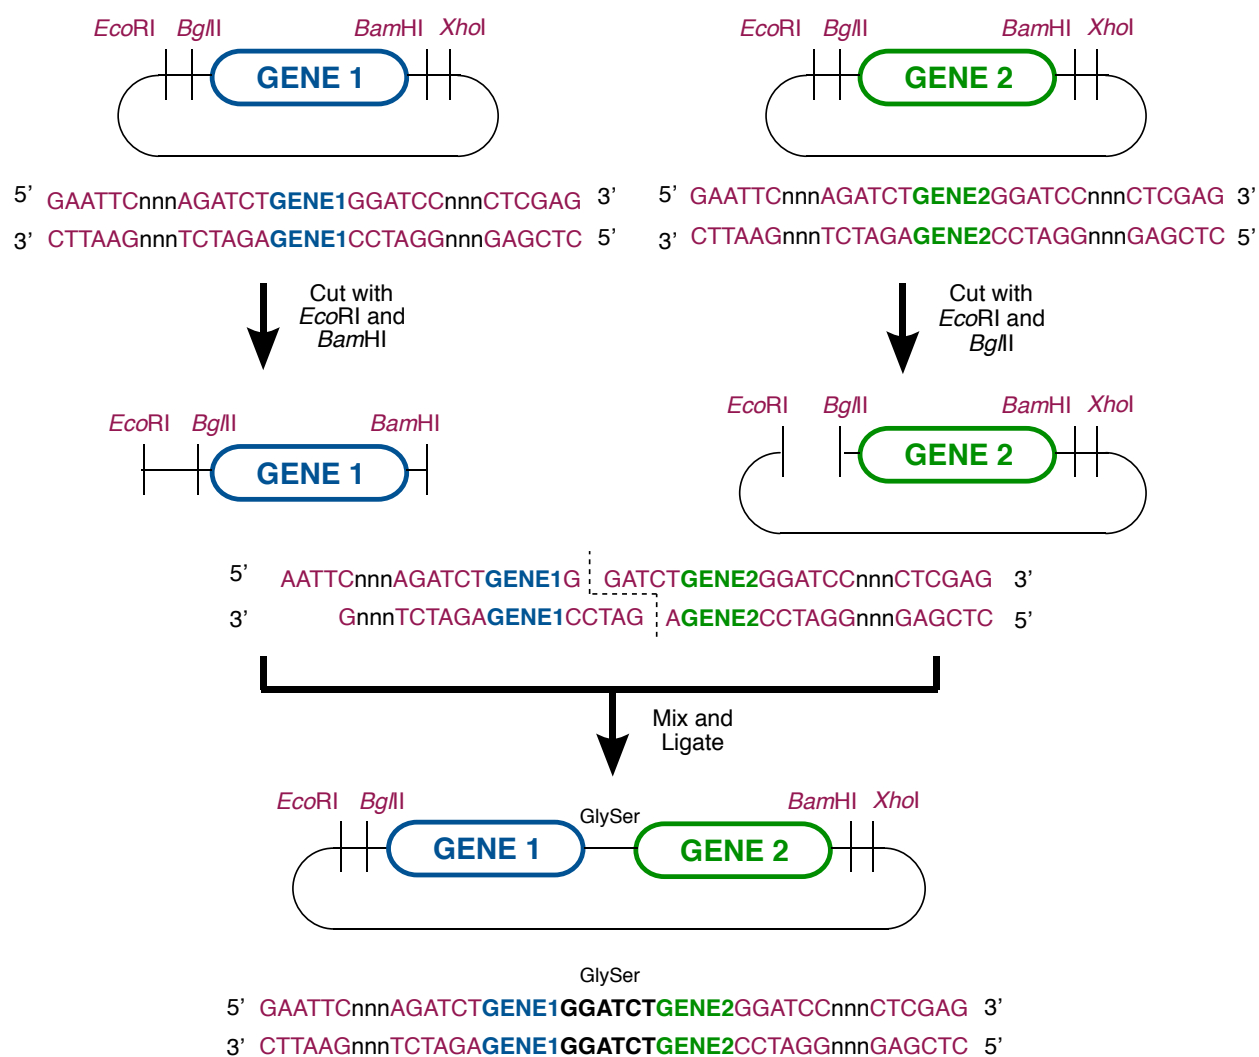 EcoRI BglII BamHI XhoI
GENE 1
EcoRI BglII BamHI XhoI
GENE 2
5’ GAATTCnnnAGATCTGENE1GGATCCnnnCTCGAG 3’
3’ CTTAAGnnnTCTAGAGENE1CCTAGGnnnGAGCTC 5’
5’ GAATTCnnnAGATCTGENE2GGATCCnnnCTCGAG 3’
3’ CTTAAGnnnTCTAGAGENE2CCTAGGnnnGAGCTC 5’
Cut with
EcoRI and
BamHI
Cut with
EcoRI and
BglII
EcoRI BglII BamHI
GENE 1
EcoRI BglII BamHI XhoI
GENE 2
5’ AATTCnnnAGATCTGENE1G GATCTGENE2GGATCCnnnCTCGAG 3’
3’ GnnnTCTAGAGENE1CCTAG AGENE2CCTAGGnnnGAGCTC 5’
Mix and
Ligate
EcoRI BglII GlySer BamHI XhoI
GENE 1 GENE 2
GlySer
5’ GAATTCnnnAGATCTGENE1GGATCTGENE2GGATCCnnnCTCGAG 3’
3’ CTTAAGnnnTCTAGAGENE1GGATCTGENE2CCTAGGnnnGAGCTC 5’